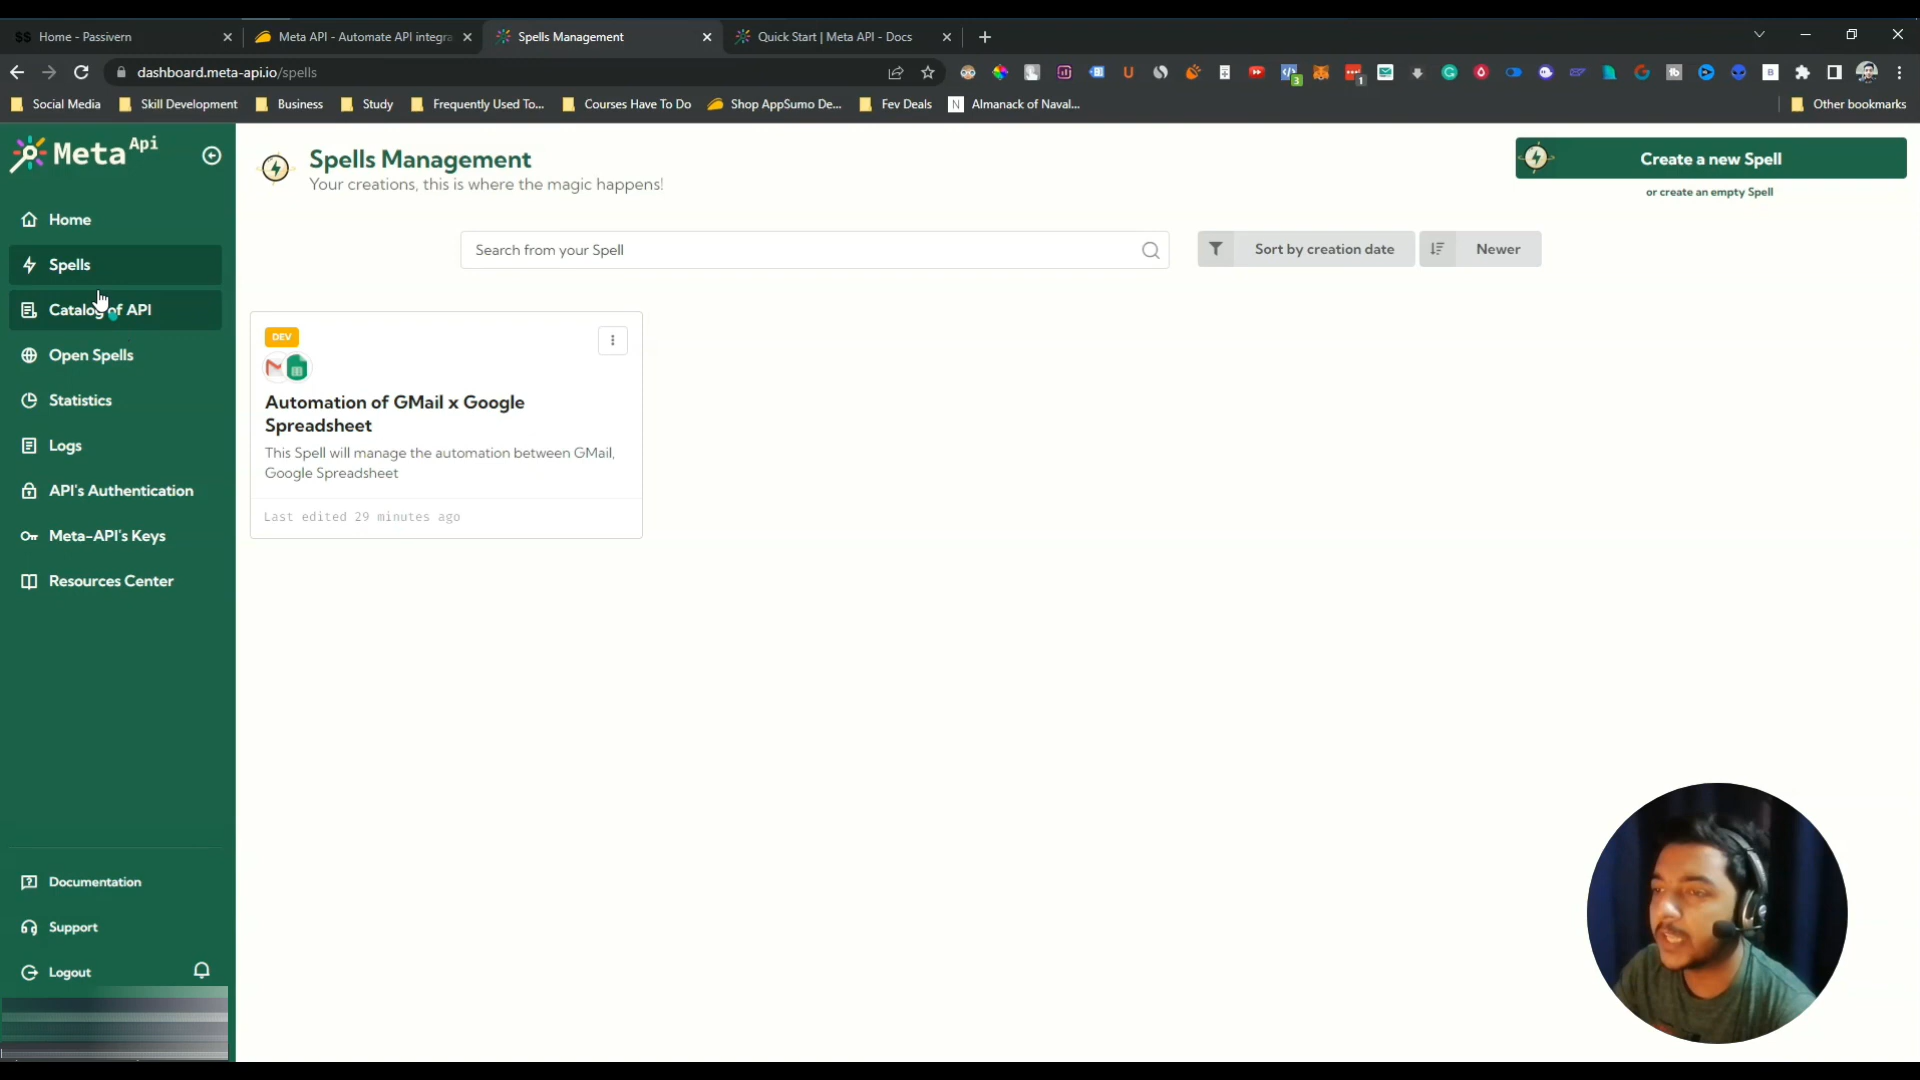 Home - Passivern
Meta API - Automate API integra
Spells Management
Quick Start | Meta API - Docs
dashboard.meta-api.io/spells
Social Media
Skill Development
Business
Study
Frequently Used To...
Courses Have To Do
Shop AppSumo De...
Fev Deals
Almanack of Naval...
Other bookmarks
Meta Api
Home
Spells
Catalog of API
Open Spells
Statistics
Logs
API's Authentication
Meta-API's Keys
Resources Center
Documentation
Support
Logout
Spells Management
Your creations, this is where the magic happens!
Create a new Spell
or create an empty Spell
Search from your Spell
Sort by creation date
Newer
DEV
Automation of GMail x Google
Spreadsheet
This Spell will manage the automation between GMail,
Google Spreadsheet
Last edited 29 minutes ago